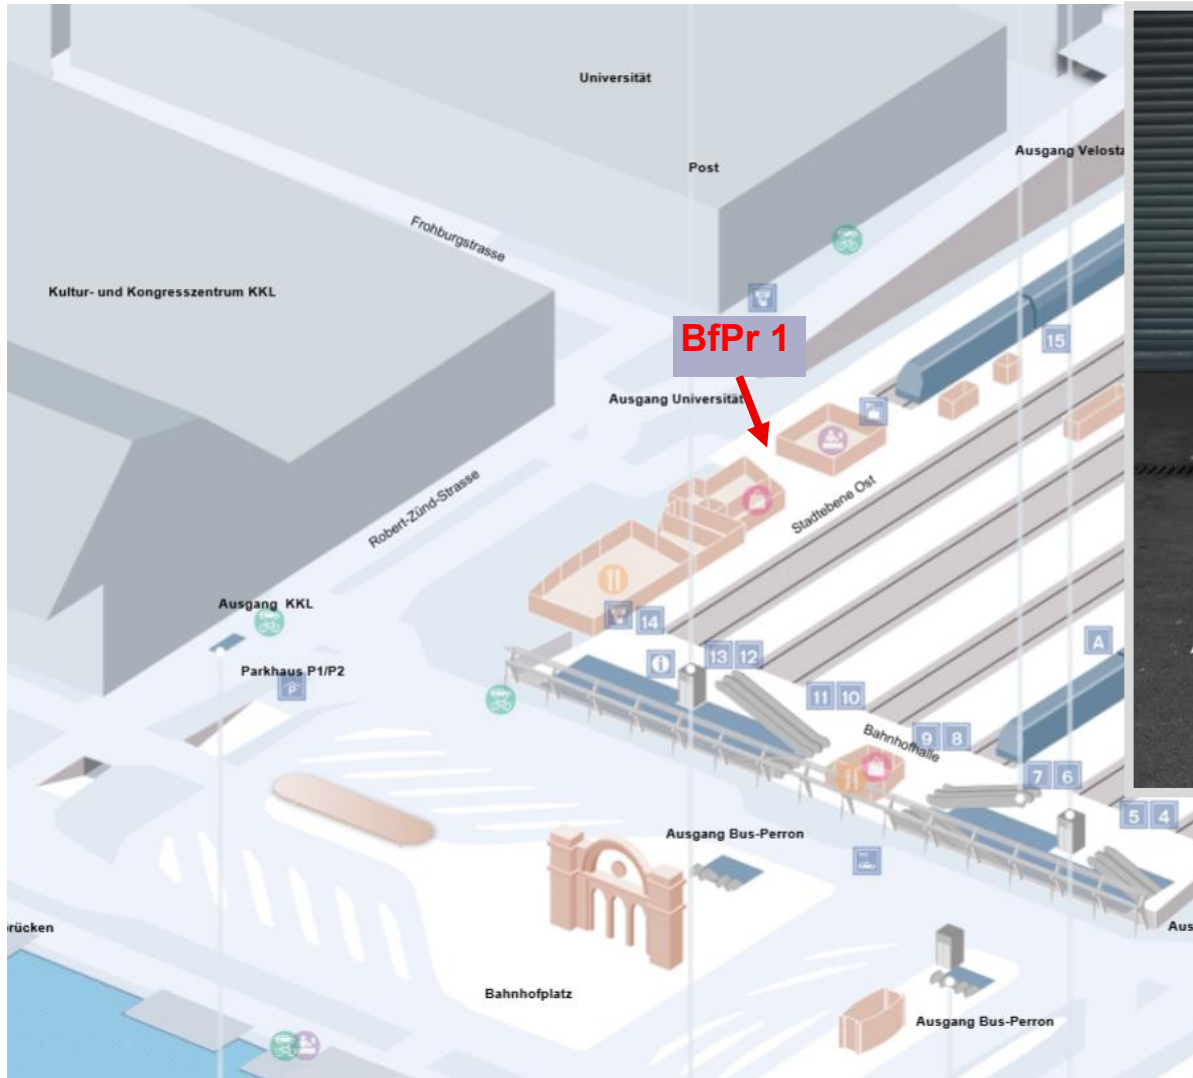 Universität
Ausgang Velosta
Post
Frohburgstrasse
Kultur- und Kongresszentrum KKL
BfPr 1
15
Ausgang Universität
Stadtebene Ost
Robert-Zünd-Strasse
Ausgang KKL
14
A
i
13 12
Parkhaus P1/P2
P
11 10
Bahnhofhalle
9 8
7 6
5 4
Ausgang Bus-Perron
rücken
Aus
Bahnhofplatz
Ausgang Bus-Perron